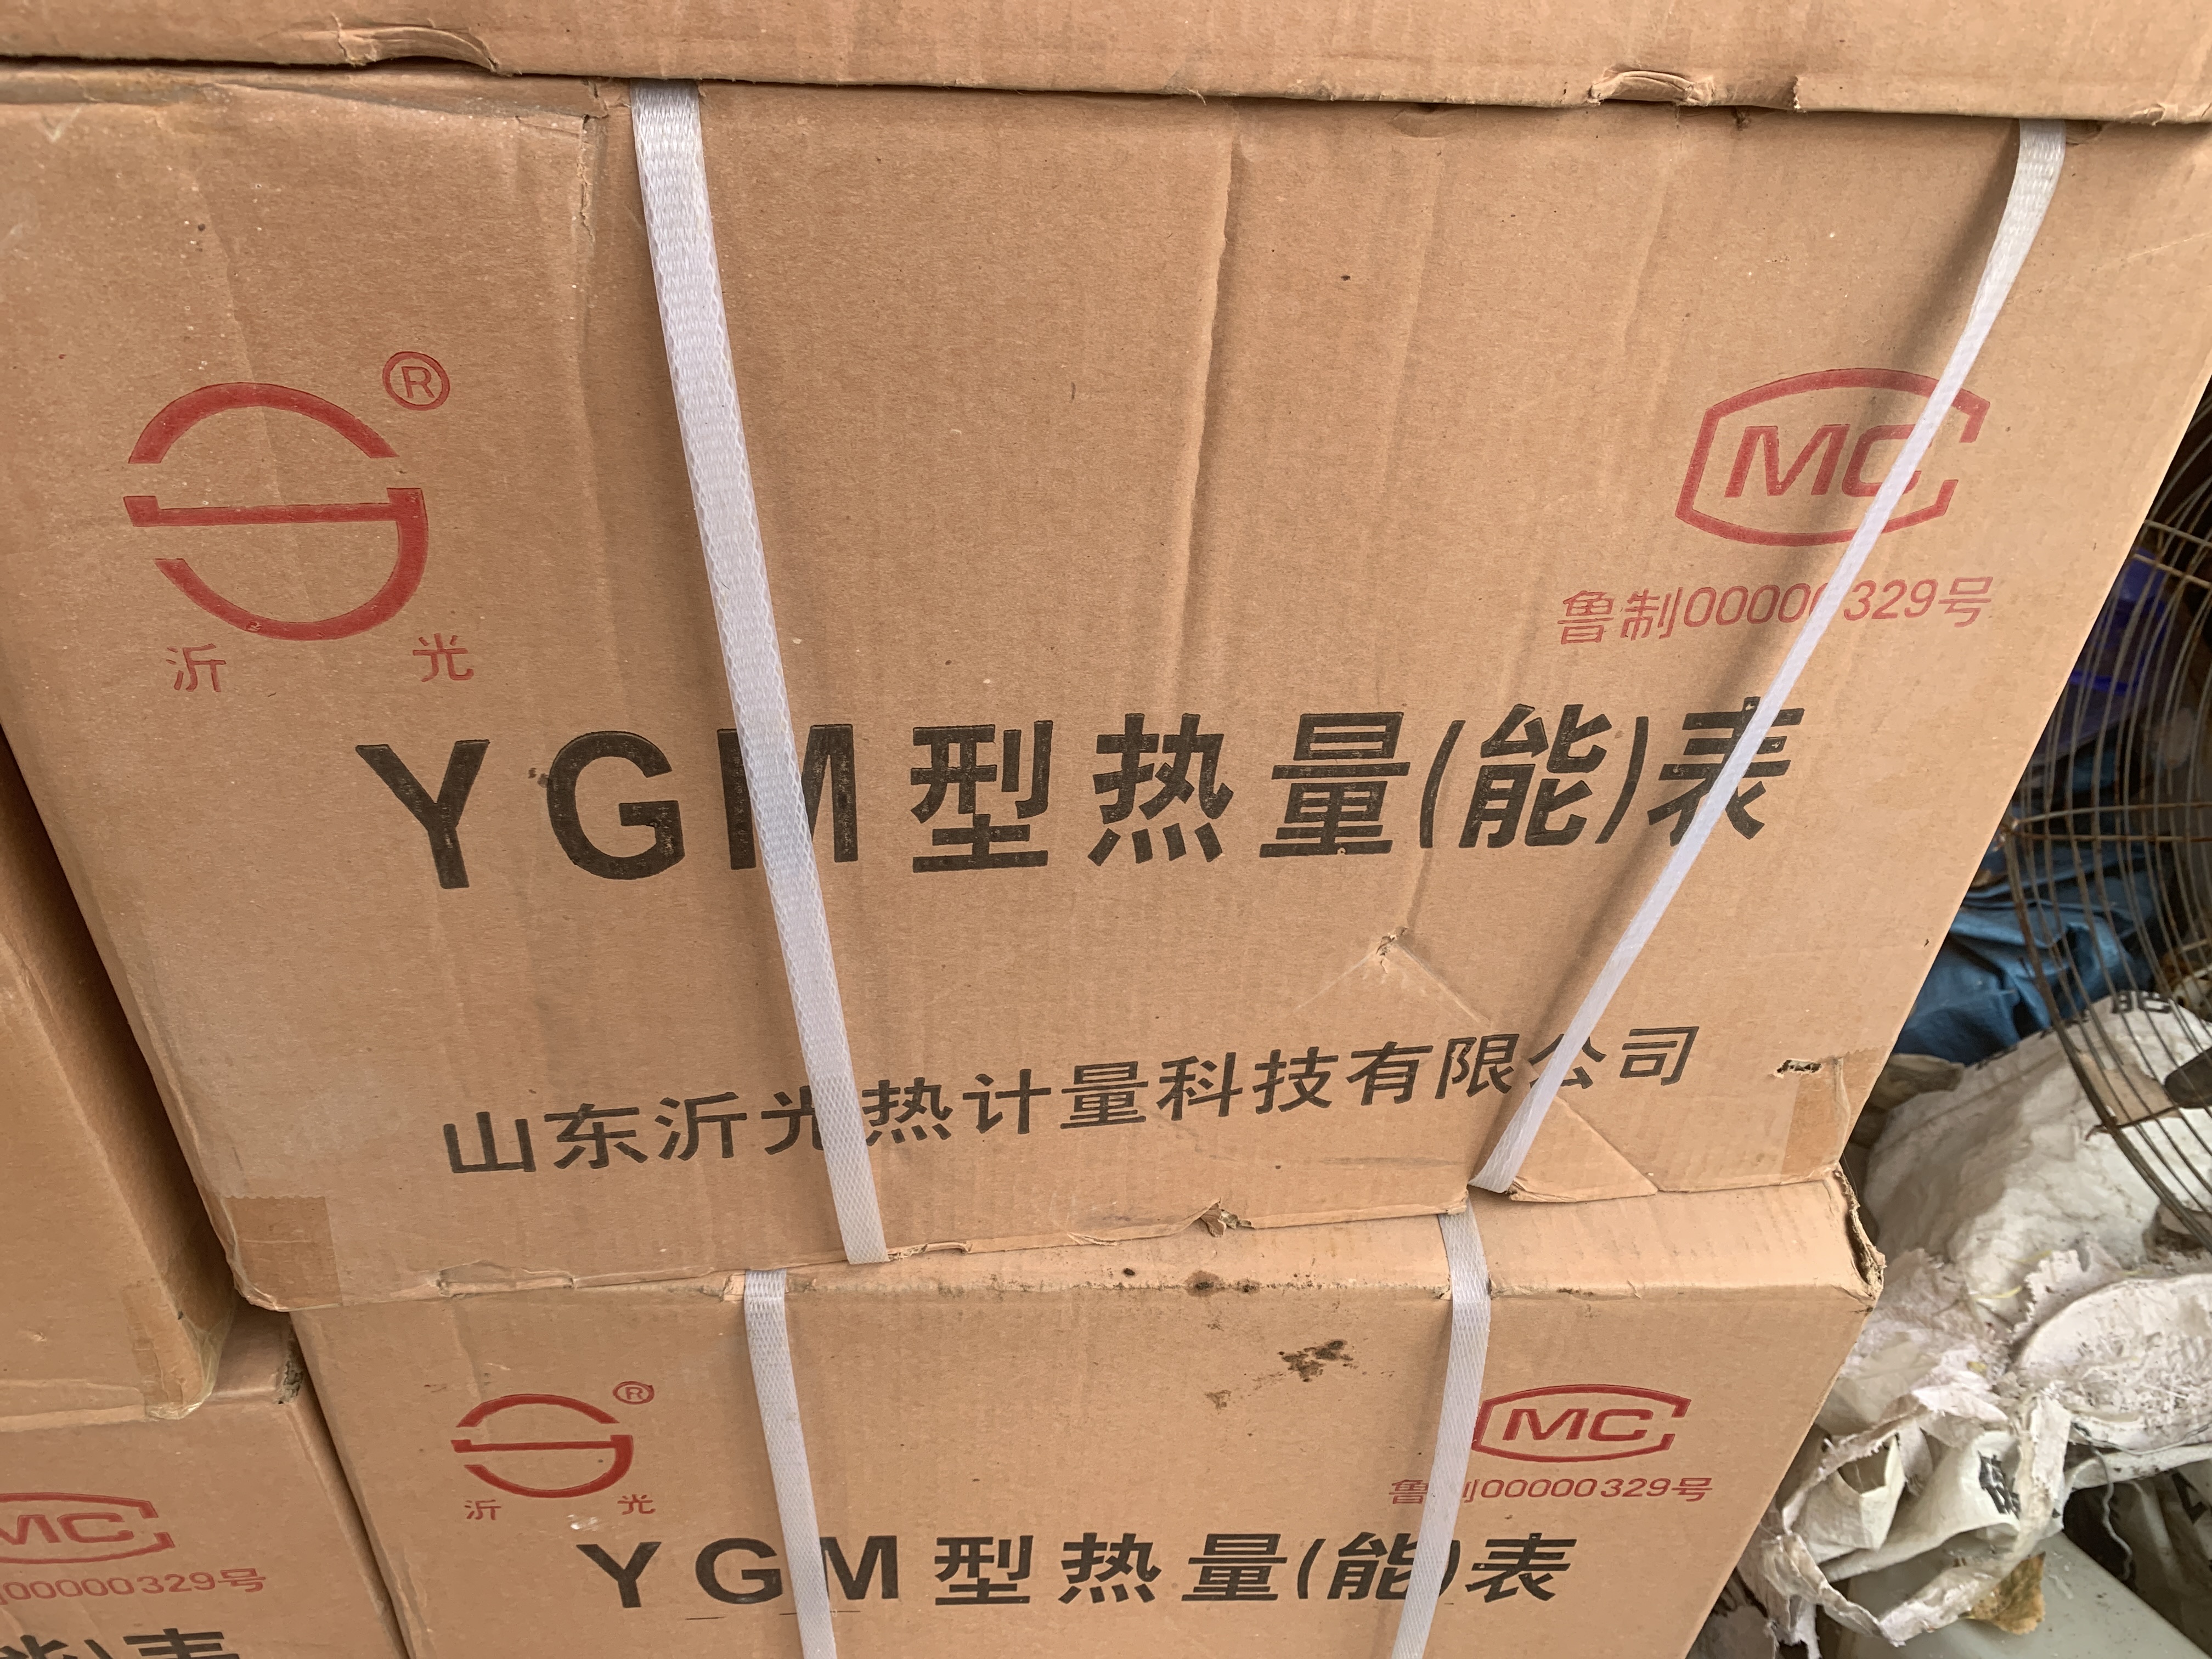 ®
MC
鲁制00000329号
沂 光
YGM型热量(能)表
山东沂光热计量科技有限公司
®
MC
鲁制00000329号
沂 光
YGM型热量(能)表
MC
00000329号
能)表